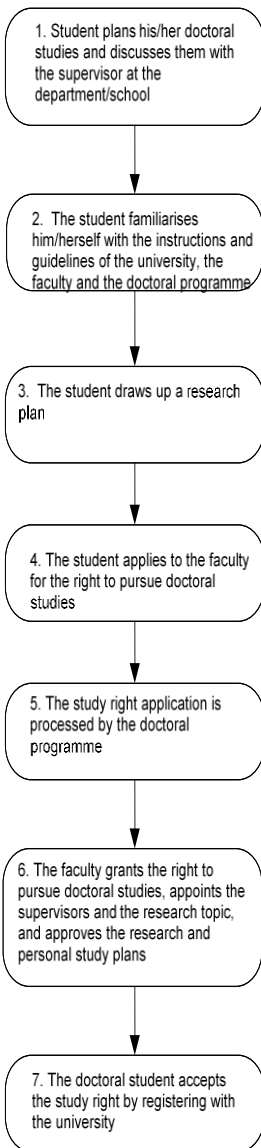 1. Student plans his/her doctoral
studies and discusses them with
the supervisor at the
department/school
2. The student familiarises
him/herself with the instructions and
guidelines of the university, the
faculty and the doctoral programme
3. The student draws up a research
plan
4. The student applies to the faculty
for the right to pursue doctoral
studies
5. The study right application is
processed by the doctoral
programme
6. The faculty grants the right to
pursue doctoral studies, appoints the
supervisors and the research topic,
and approves the research and
personal study plans
7. The doctoral student accepts
the study right by registering with
the university